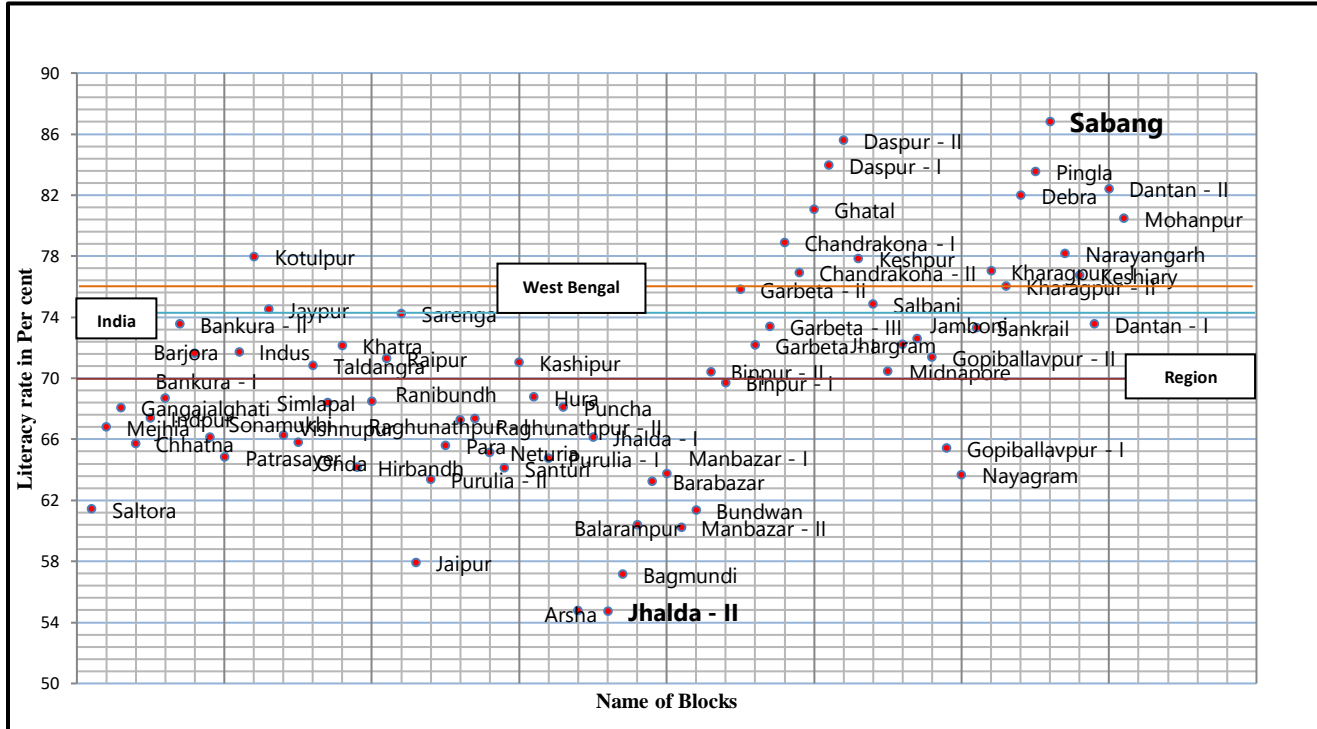 90
86
82
78
74
70
66
62
58
54
50
Literacy rate in Per cent
Name of Blocks
Sabang
Daspur - II
Daspur - I
Pingla
Dantan - II
Debra
Ghatal
Mohanpur
Chandrakona - I
Kotulpur
Keshpur
Narayangarh
Chandrakona - II
Kharagpur - I
Keshiary
West Bengal
Garbeta - II
Kharagpur - II
India
Jaypur
Sarenga
Salbani
Bankura - II
Garbeta - III
Jamboni
Sankrail
Dantan - I
Barjora
Indus
Khatra
Garbeta - I
Jhargram
Taldangra
Raipur
Kashipur
Gopiballavpur - II
Binpur - II
Midnapore
Region
Bankura - I
Binpur - I
Gangajalghati
Simlapal
Ranibundh
Hura
Puncha
Mejhia
Indpur
Sonamukhi
Vishnupur
Raghunathpur - I
Raghunathpur - II
Chhatna
Jhalda - I
Para
Neturia
Gopiballavpur - I
Patrasayer
Onda
Hirbandh
Santuri
Purulia - I
Manbazar - I
Purulia - II
Barabazar
Nayagram
Saltora
Bundwan
Balarampur
Manbazar - II
Jaipur
Bagmundi
Arsha
Jhalda - II